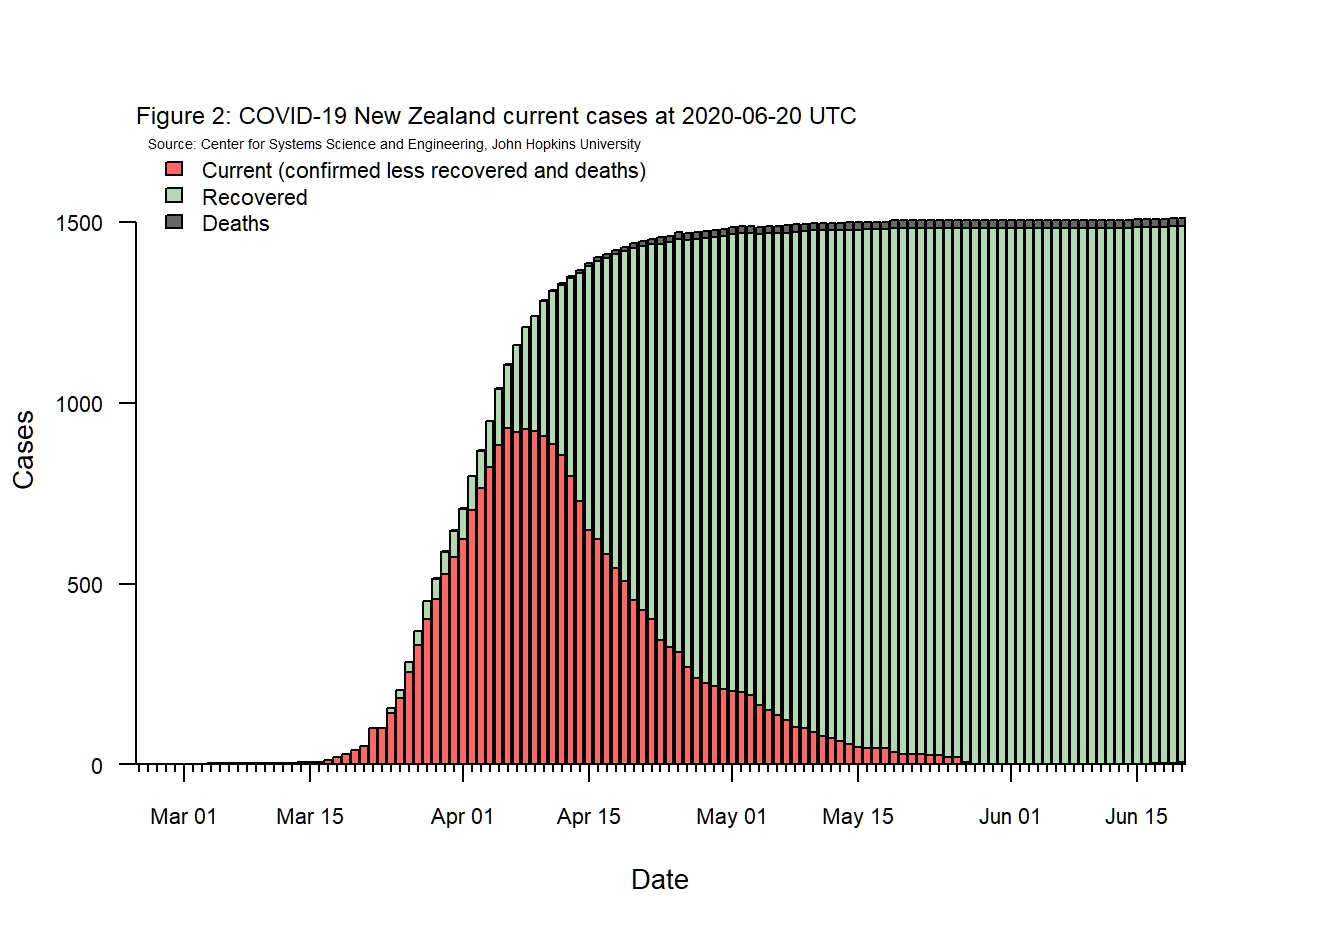 Figure 2: COVID-19 New Zealand current cases at 2020-06-20 UTC
Source: Center for Systems Science and Engineering, John Hopkins University
Current (confirmed less recovered and deaths)
Recovered
Deaths
1500
1000
500
0
Cases
Mar 01 Mar 15 Apr 01 Apr 15 May 01 May 15 Jun 01 Jun 15
Date